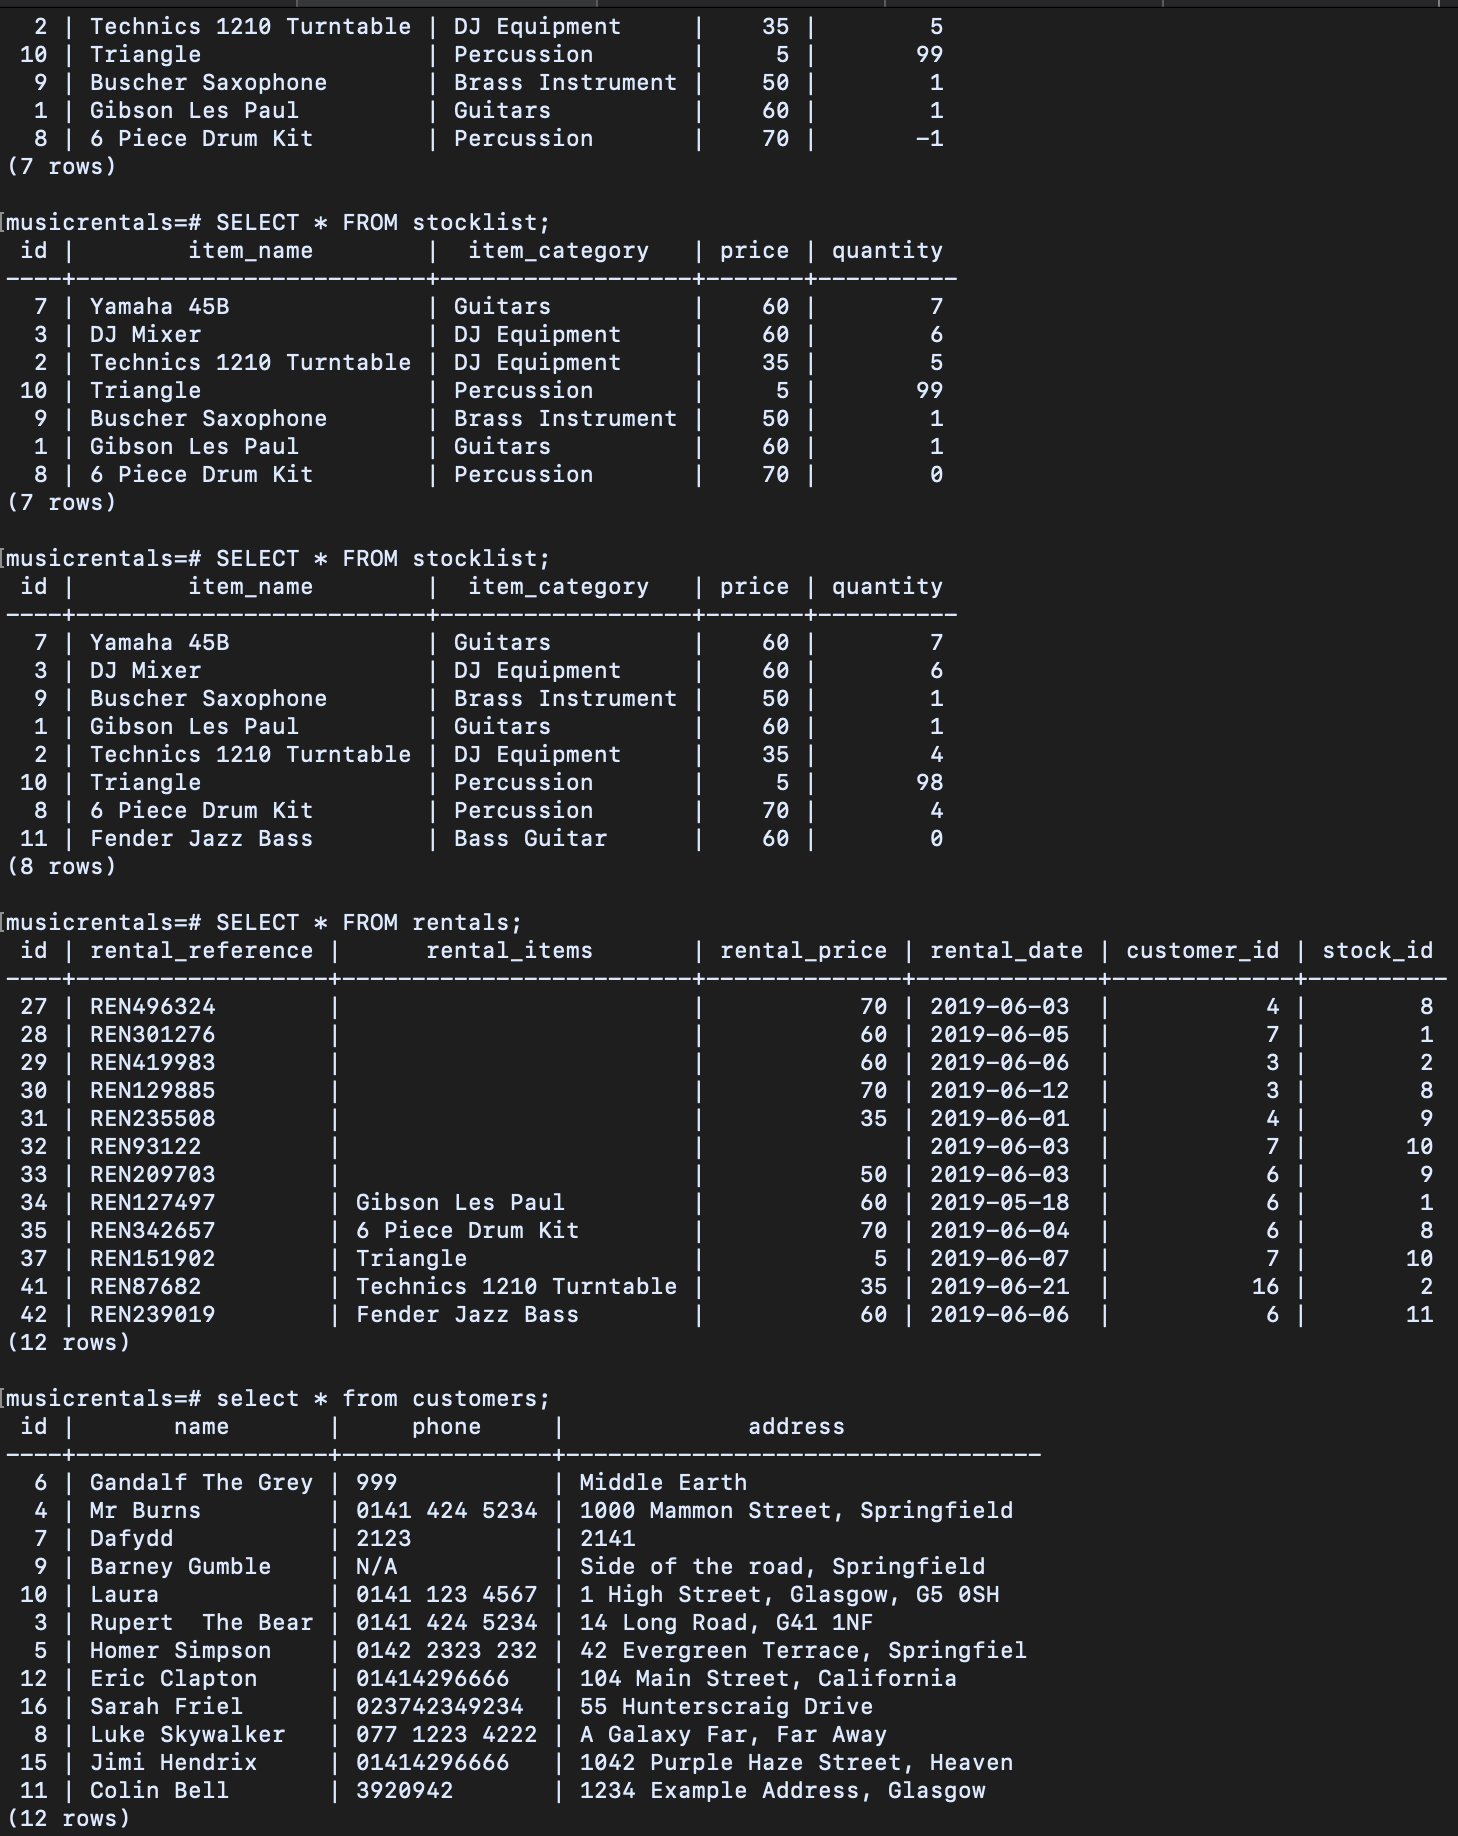 2 | Technics 1210 Turntable | DJ Equipment     |    35 |        5
 10 | Triangle                | Percussion       |     5 |       99
  9 | Buscher Saxophone       | Brass Instrument |    50 |        1
  1 | Gibson Les Paul         | Guitars          |    60 |        1
  8 | 6 Piece Drum Kit        | Percussion       |    70 |       -1
(7 rows)

musicrentals=# SELECT * FROM stocklist;
 id |        item_name        |  item_category   | price | quantity
----+-------------------------+------------------+-------+----------
  7 | Yamaha 45B              | Guitars          |    60 |        7
  3 | DJ Mixer                | DJ Equipment     |    60 |        6
  2 | Technics 1210 Turntable | DJ Equipment     |    35 |        5
 10 | Triangle                | Percussion       |     5 |       99
  9 | Buscher Saxophone       | Brass Instrument |    50 |        1
  1 | Gibson Les Paul         | Guitars          |    60 |        1
  8 | 6 Piece Drum Kit        | Percussion       |    70 |        0
(7 rows)

musicrentals=# SELECT * FROM stocklist;
 id |        item_name        |  item_category   | price | quantity
----+-------------------------+------------------+-------+----------
  7 | Yamaha 45B              | Guitars          |    60 |        7
  3 | DJ Mixer                | DJ Equipment     |    60 |        6
  9 | Buscher Saxophone       | Brass Instrument |    50 |        1
  1 | Gibson Les Paul         | Guitars          |    60 |        1
  2 | Technics 1210 Turntable | DJ Equipment     |    35 |        4
 10 | Triangle                | Percussion       |     5 |       98
  8 | 6 Piece Drum Kit        | Percussion       |    70 |        4
 11 | Fender Jazz Bass        | Bass Guitar      |    60 |        0
(8 rows)

musicrentals=# SELECT * FROM rentals;
 id | rental_reference |      rental_items       | rental_price | rental_date | customer_id | stock_id
----+------------------+-------------------------+--------------+-------------+-------------+----------
 27 | REN496324        |                         |           70 | 2019-06-03  |           4 |        8
 28 | REN301276        |                         |           60 | 2019-06-05  |           7 |        1
 29 | REN419983        |                         |           60 | 2019-06-06  |           3 |        2
 30 | REN129885        |                         |           70 | 2019-06-12  |           3 |        8
 31 | REN235508        |                         |           35 | 2019-06-01  |           4 |        9
 32 | REN93122         |                         |              | 2019-06-03  |           7 |       10
 33 | REN209703        |                         |           50 | 2019-06-03  |           6 |        9
 34 | REN127497        | Gibson Les Paul         |           60 | 2019-05-18  |           6 |        1
 35 | REN342657        | 6 Piece Drum Kit        |           70 | 2019-06-04  |           6 |        8
 37 | REN151902        | Triangle                |            5 | 2019-06-07  |           7 |       10
 41 | REN87682         | Technics 1210 Turntable |           35 | 2019-06-21  |          16 |        2
 42 | REN239019        | Fender Jazz Bass        |           60 | 2019-06-06  |           6 |       11
(12 rows)

musicrentals=# select * from customers;
 id |       name       |     phone     |             address
----+------------------+---------------+----------------------------------
  6 | Gandalf The Grey | 999           | Middle Earth
  4 | Mr Burns         | 0141 424 5234 | 1000 Mammon Street, Springfield
  7 | Dafydd           | 2123          | 2141
  9 | Barney Gumble    | N/A           | Side of the road, Springfield
 10 | Laura            | 0141 123 4567 | 1 High Street, Glasgow, G5 0SH
  3 | Rupert  The Bear | 0141 424 5234 | 14 Long Road, G41 1NF
  5 | Homer Simpson    | 0142 2323 232 | 42 Evergreen Terrace, Springfiel
 12 | Eric Clapton     | 01414296666   | 104 Main Street, California
 16 | Sarah Friel      | 023742349234  | 55 Hunterscraig Drive
  8 | Luke Skywalker   | 077 1223 4222 | A Galaxy Far, Far Away
 15 | Jimi Hendrix     | 01414296666   | 1042 Purple Haze Street, Heaven
 11 | Colin Bell       | 3920942       | 1234 Example Address, Glasgow
(12 rows)